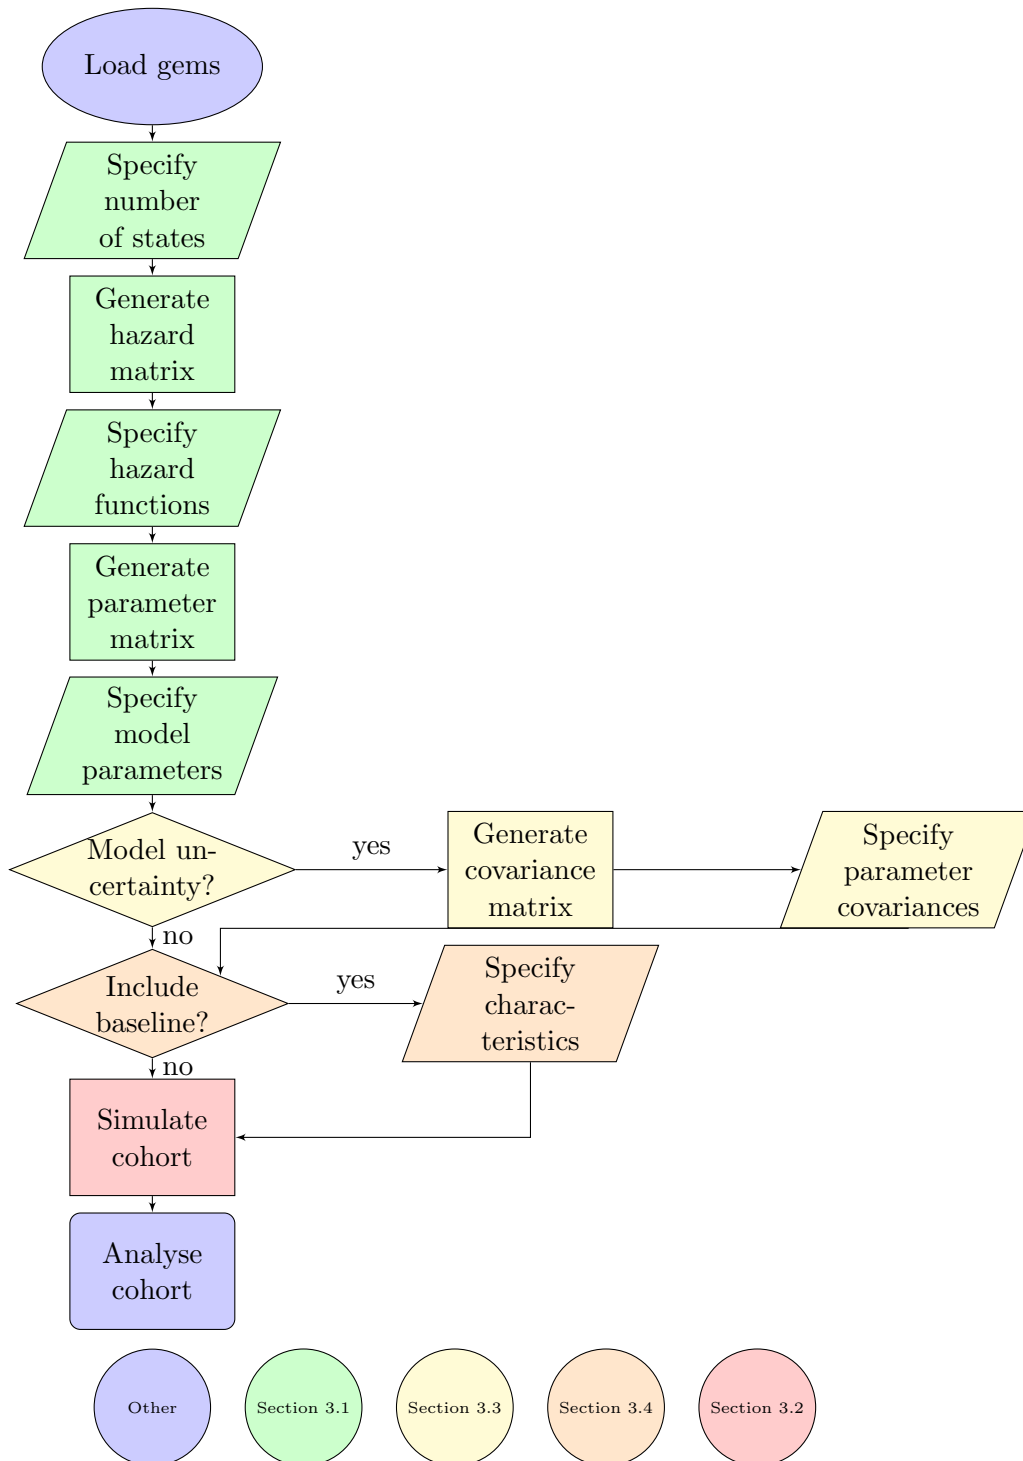 Load gems
Specify
number
of states
Generate
hazard
matrix
Specify
hazard
functions
Generate
parameter
matrix
Specify
model
parameters
Model un-
certainty?
yes
Generate
covariance
matrix
Specify
parameter
covariances
no
Include
baseline?
yes
Specify
charac-
teristics
no
Simulate
cohort
Analyse
cohort
Other
Section 3.1
Section 3.3
Section 3.4
Section 3.2